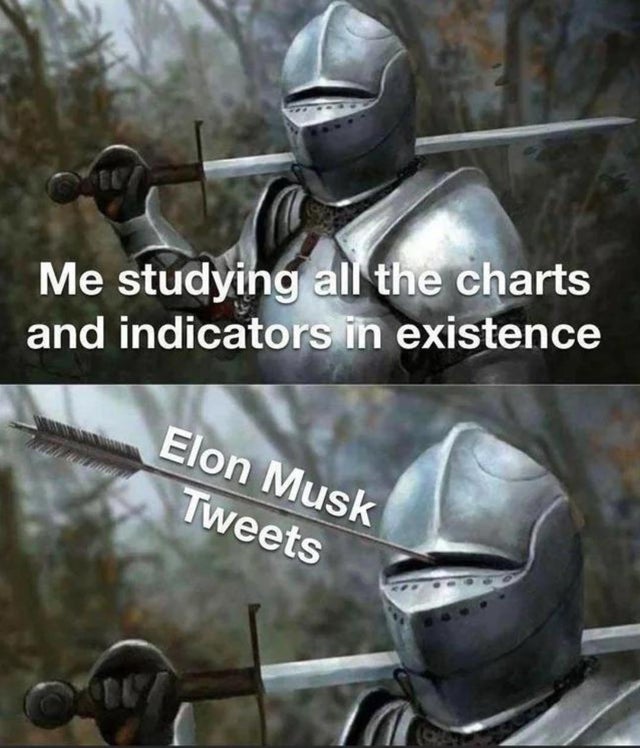 Me studying all the charts
and indicators in existence
Elon Musk
Tweets